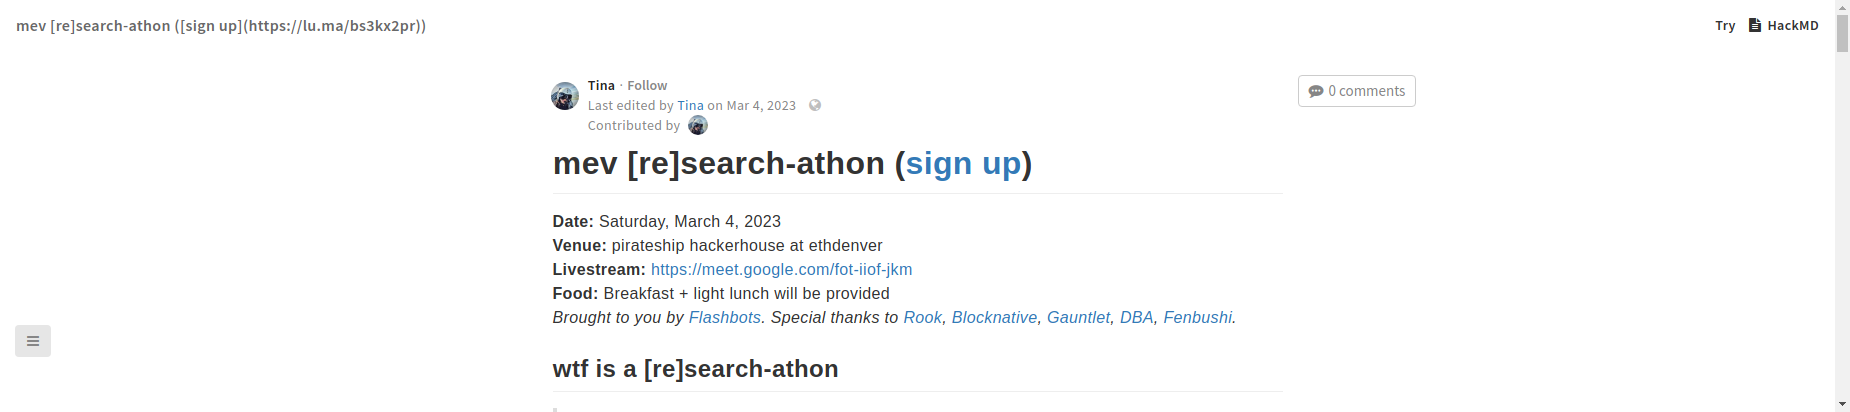 mev [re]search-athon ([sign up](https://lu.ma/bs3kx2pr))
Try HackMD
Tina · Follow
Last edited by Tina on Mar 4, 2023
Contributed by
0 comments
mev [re]search-athon (sign up)
Date: Saturday, March 4, 2023
Venue: pirateship hackerhouse at ethdenver
Livestream: https://meet.google.com/fot-iiof-jkm
Food: Breakfast + light lunch will be provided
Brought to you by Flashbots. Special thanks to Rook, Blocknative, Gauntlet, DBA, Fenbushi.
wtf is a [re]search-athon